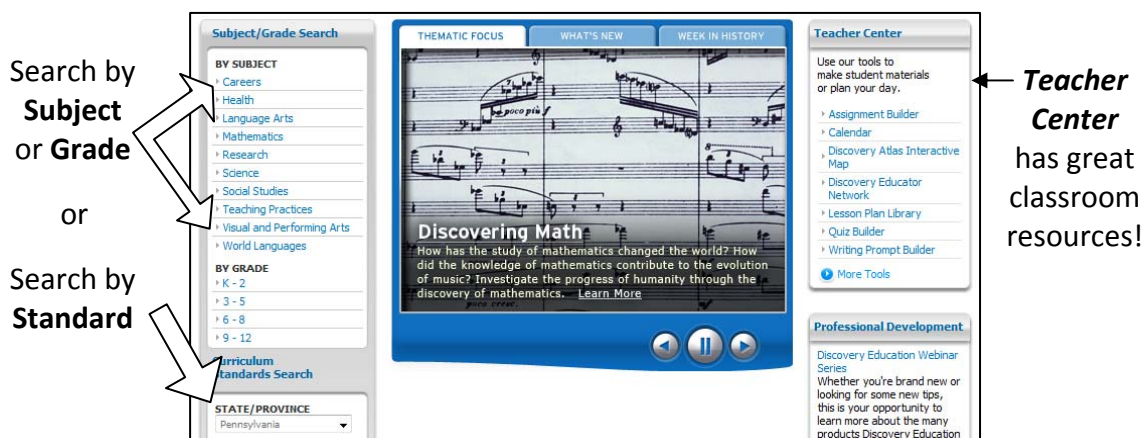 Search by
Subject
or Grade
or
Search by
Standard
Subject/Grade Search
BY SUBJECT
Careers
Health
Language Arts
Mathematics
Research
Science
Social Studies
Teaching Practices
Visual and Performing Arts
World Languages
BY GRADE
K - 2
3 - 5
6 - 8
9 - 12
Curriculum
Standards Search
STATE/PROVINCE
Pennsylvania
THEMATIC FOCUS
WHAT'S NEW
WEEK IN HISTORY
poco più f
Discovering Math
How has the study of mathematics changed the world? How
did the knowledge of mathematics contribute to the evolution
of music? Investigate the progress of humanity through the
discovery of mathematics. Learn More
poco cresc.
Teacher Center
Use our tools to
make student materials
or plan your day.
Assignment Builder
Calendar
Discovery Atlas Interactive
Map
Discovery Educator
Network
Lesson Plan Library
Quiz Builder
Writing Prompt Builder
More Tools
Professional Development
Discovery Education Webinar
Series
Whether you're brand new or
looking for some new tips,
this is your opportunity to
learn more about the many
products Discovery Education
Teacher
Center
has great
classroom
resources!